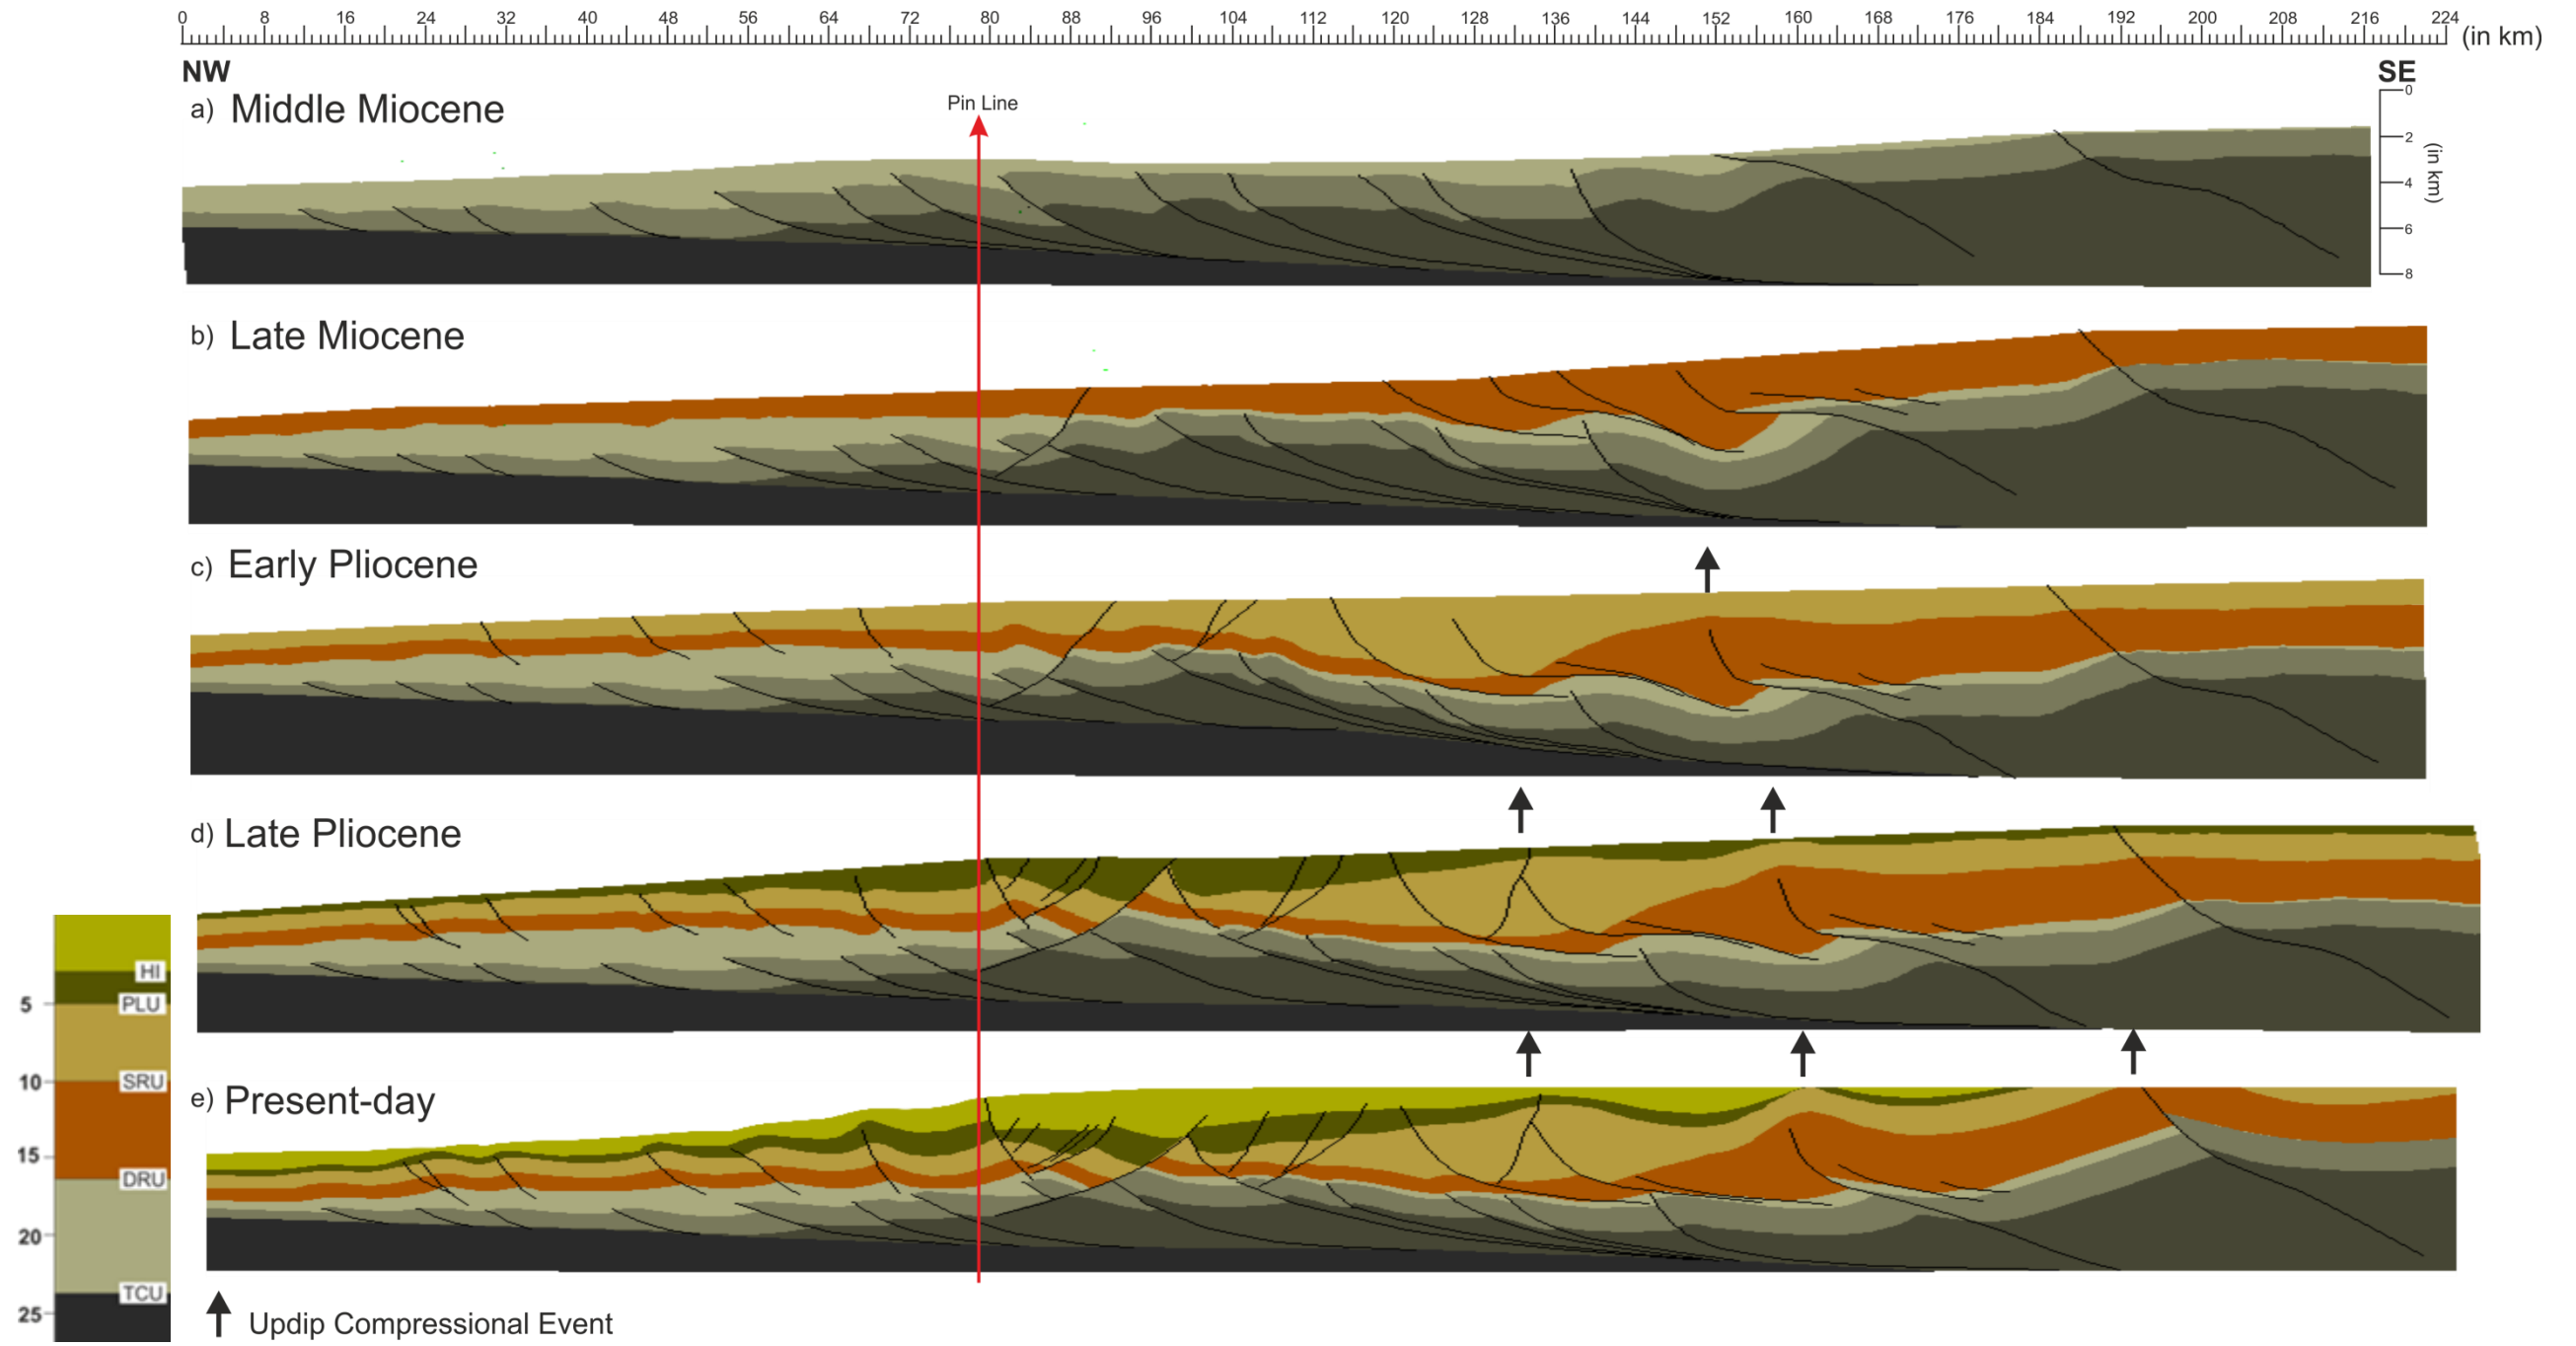 0 8 16 24 32 40 48 56 64 72 80 88 96 104 112 120 128 136 144 152 160 168 176 184 192 200 208 216 224
(in km)
NW
SE
a) Middle Miocene
Pin Line
0
2
4
6
8
(in km)
b) Late Miocene
c) Early Pliocene
d) Late Pliocene
e) Present-day
HI
5 PLU
10 SRU
15
DRU
20
TCU
25
Updip Compressional Event